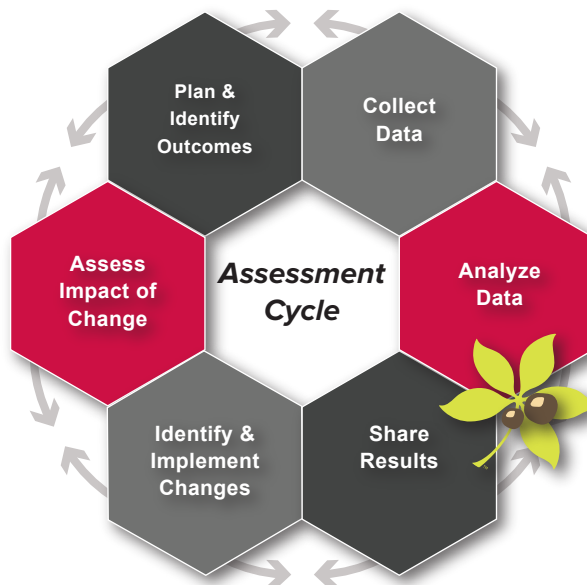 Plan &
Identify
Outcomes
Collect
Data
Assess
Impact of
Change
Assessment
Cycle
Analyze
Data
Identify &
Implement
Changes
Share
Results